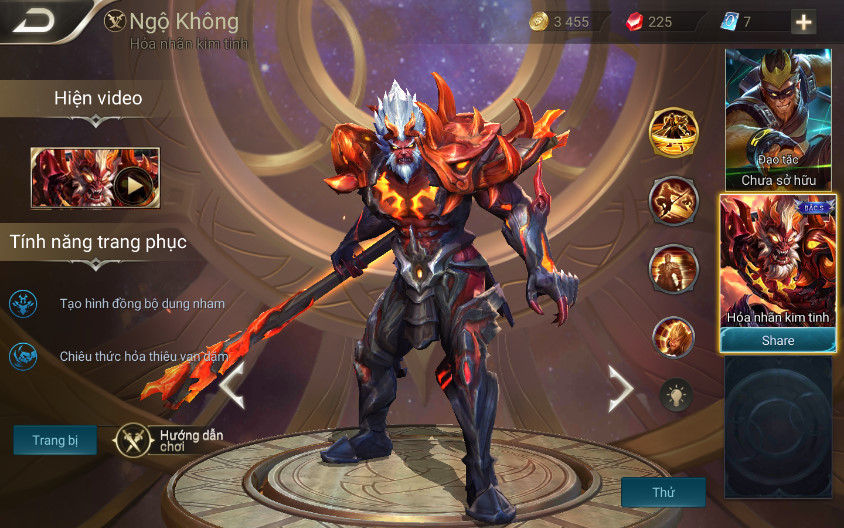 Ngộ Không
Hỏa nhãn kim tinh
3 455
225
7
Hiện video
Tính năng trang phục
Tạo hình đồng bộ dung nham
Chiêu thức hỏa thiêu vạn dặm
Trang bị
Hướng dẫn
chơi
Thử
Đạo tặc
Chưa sở hữu
BẬC S
Hỏa nhãn kim tinh
Share